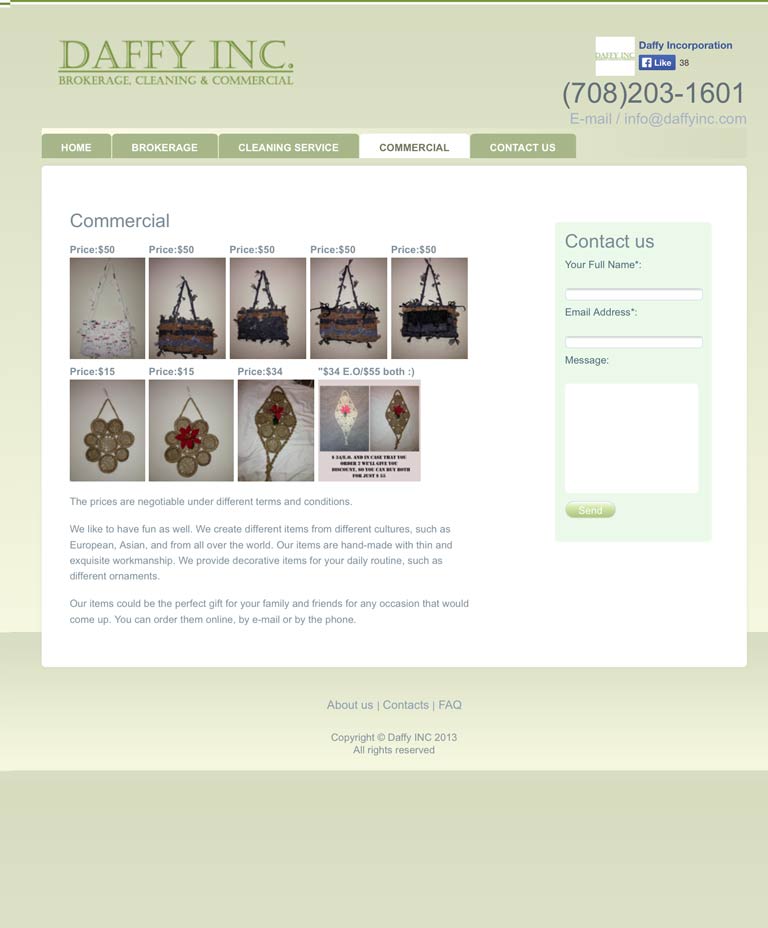 DAFFY INC.
BROKERAGE, CLEANING & COMMERCIAL
DAFFY INC
Daffy Incorporation
Like 38
(708)203-1601
E-mail / info@daffyinc.com
HOME
BROKERAGE
CLEANING SERVICE
COMMERCIAL
CONTACT US
Commercial
Price:$50 Price:$50 Price:$50 Price:$50 Price:$50
Price:$15 Price:$15 Price:$34 "$34 E.O/$55 both :)
$ 34/E.O. AND IN CASE THAT YOU
ORDER 2 WE'LL GIVE YOU
DISCOUNT, SO YOU CAN BUY BOTH
FOR JUST $ 55
The prices are negotiable under different terms and conditions.
We like to have fun as well. We create different items from different cultures, such as
European, Asian, and from all over the world. Our items are hand-made with thin and
exquisite workmanship. We provide decorative items for your daily routine, such as
different ornaments.
Our items could be the perfect gift for your family and friends for any occasion that would
come up. You can order them online, by e-mail or by the phone.
Contact us
Your Full Name*:
Email Address*:
Message:
Send
About us | Contacts | FAQ
Copyright © Daffy INC 2013
All rights reserved